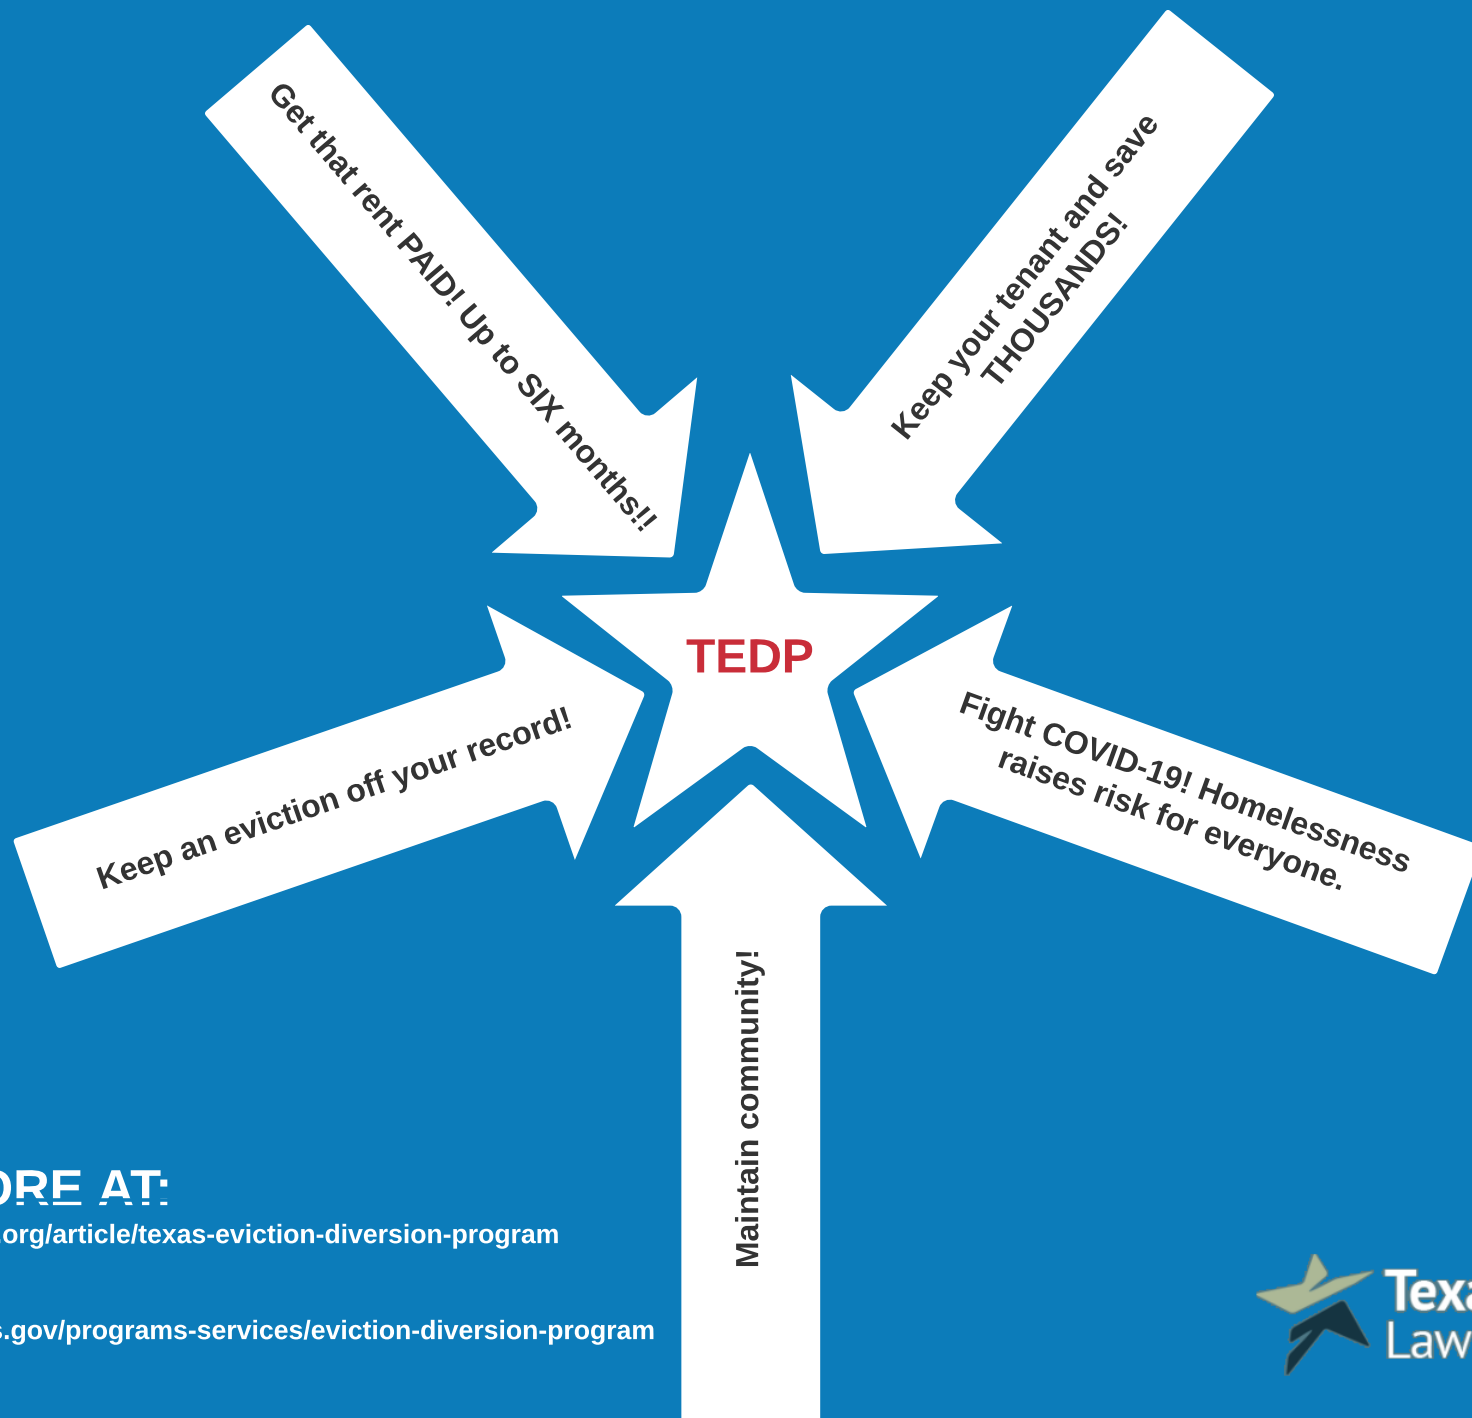 Get that rent PAID! Up to SIX months!!
Keep your tenant and save
THOUSANDS!
TEDP
Keep an eviction off your record!
Fight COVID-19! Homelessness
raises risk for everyone.
Maintain community!
ORE AT:
.org/article/texas-eviction-diversion-program
s.gov/programs-services/eviction-diversion-program
Texa
Law